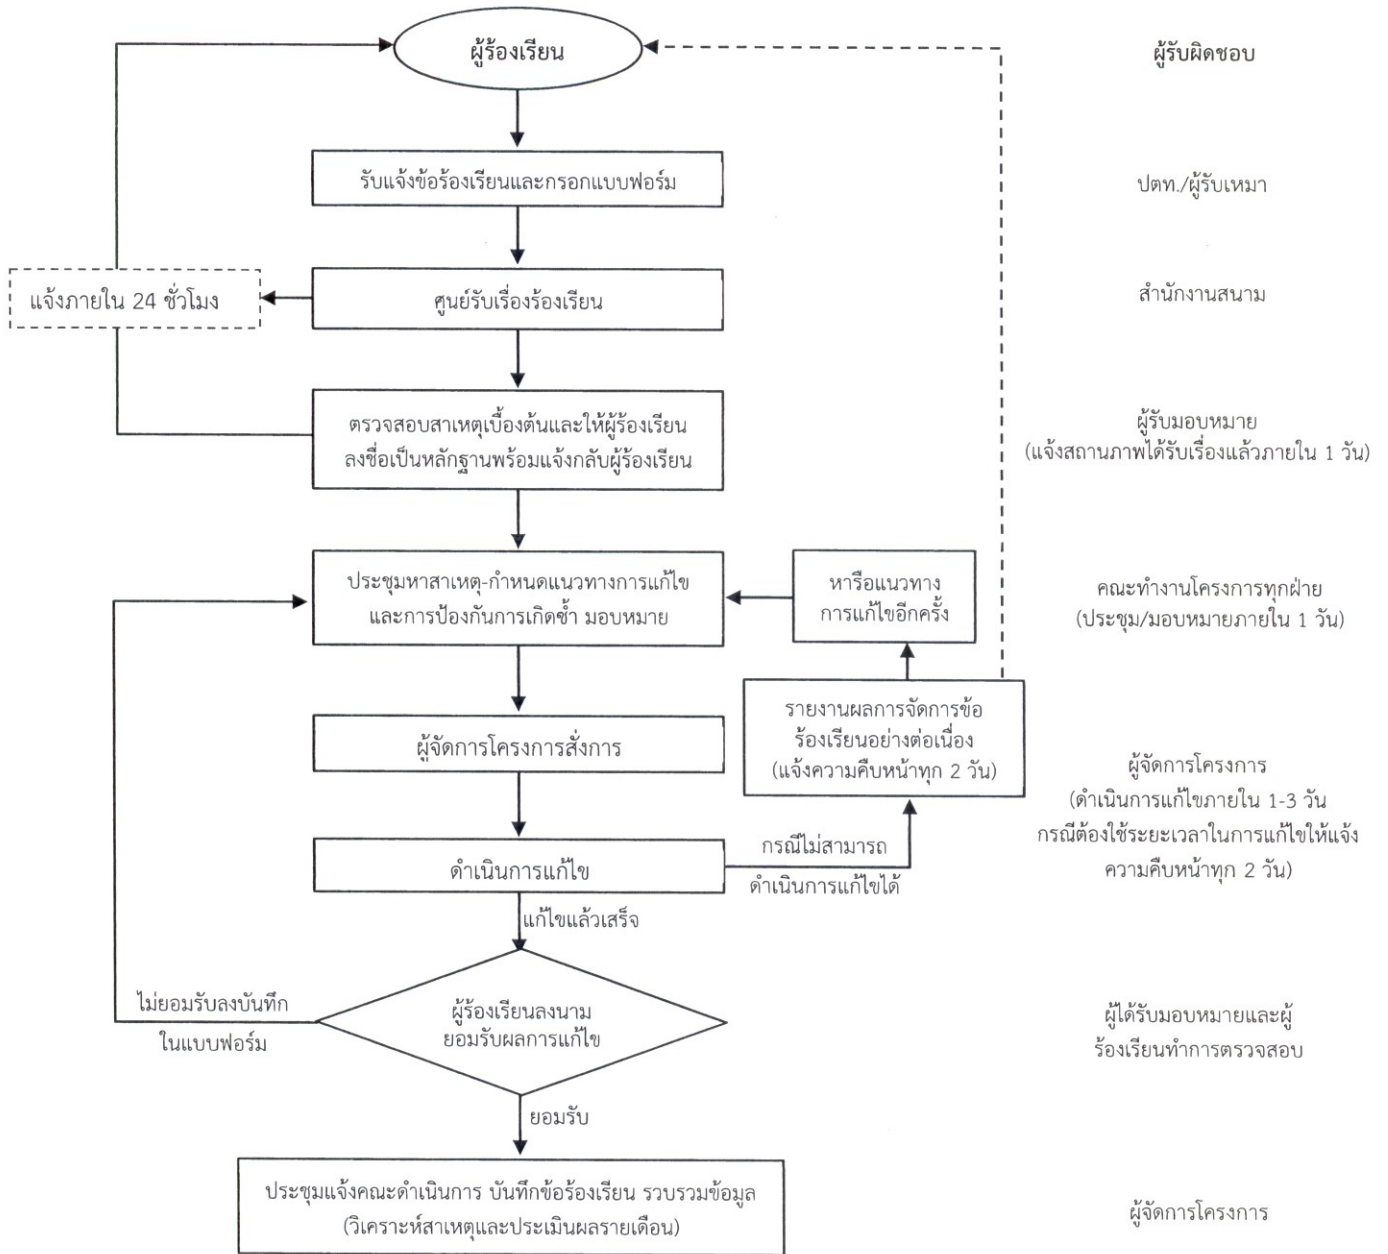 ผู้ร้องเรียน
ผู้รับผิดชอบ
รับแจ้งข้อร้องเรียนและกรอกแบบฟอร์ม
ปตท./ผู้รับเหมา
แจ้งภายใน 24 ชั่วโมง
ศูนย์รับเรื่องร้องเรียน
สำนักงานสนาม
ตรวจสอบสาเหตุเบื้องต้นและให้ผู้ร้องเรียน
ลงชื่อเป็นหลักฐานพร้อมแจ้งกลับผู้ร้องเรียน
ผู้รับมอบหมาย
(แจ้งสถานภาพได้รับเรื่องแล้วภายใน 1 วัน)
ประชุมหาสาเหตุ-กำหนดแนวทางการแก้ไข
และการป้องกันการเกิดซ้ำ มอบหมาย
หารือแนวทาง
การแก้ไขอีกครั้ง
คณะทำงานโครงการทุกฝ่าย
(ประชุม/มอบหมายภายใน 1 วัน)
ผู้จัดการโครงการสั่งการ
รายงานผลการจัดการข้อ
ร้องเรียนอย่างต่อเนื่อง
(แจ้งความคืบหน้าทุก 2 วัน)
ผู้จัดการโครงการ
(ดำเนินการแก้ไขภายใน 1-3 วัน
กรณีต้องใช้ระยะเวลาในการแก้ไขให้แจ้ง
ความคืบหน้าทุก 2 วัน)
ดำเนินการแก้ไข
กรณีไม่สามารถ
ดำเนินการแก้ไขได้
แก้ไขแล้วเสร็จ
ไม่ยอมรับลงบันทึก
ในแบบฟอร์ม
ผู้ร้องเรียนลงนาม
ยอมรับผลการแก้ไข
ผู้ได้รับมอบหมายและผู้
ร้องเรียนทำการตรวจสอบ
ยอมรับ
ประชุมแจ้งคณะดำเนินการ บันทึกข้อร้องเรียน รวบรวมข้อมูล
(วิเคราะห์สาเหตุและประเมินผลรายเดือน)
ผู้จัดการโครงการ